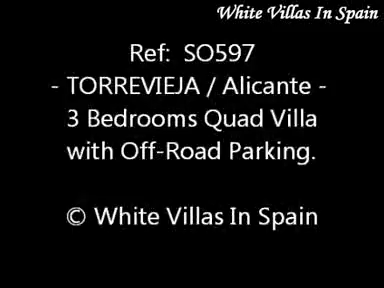 White Villas In Spain
Ref:  SO597
- TORREVIEJA / Alicante -
3 Bedrooms Quad Villa
with Off-Road Parking.
© White Villas In Spain